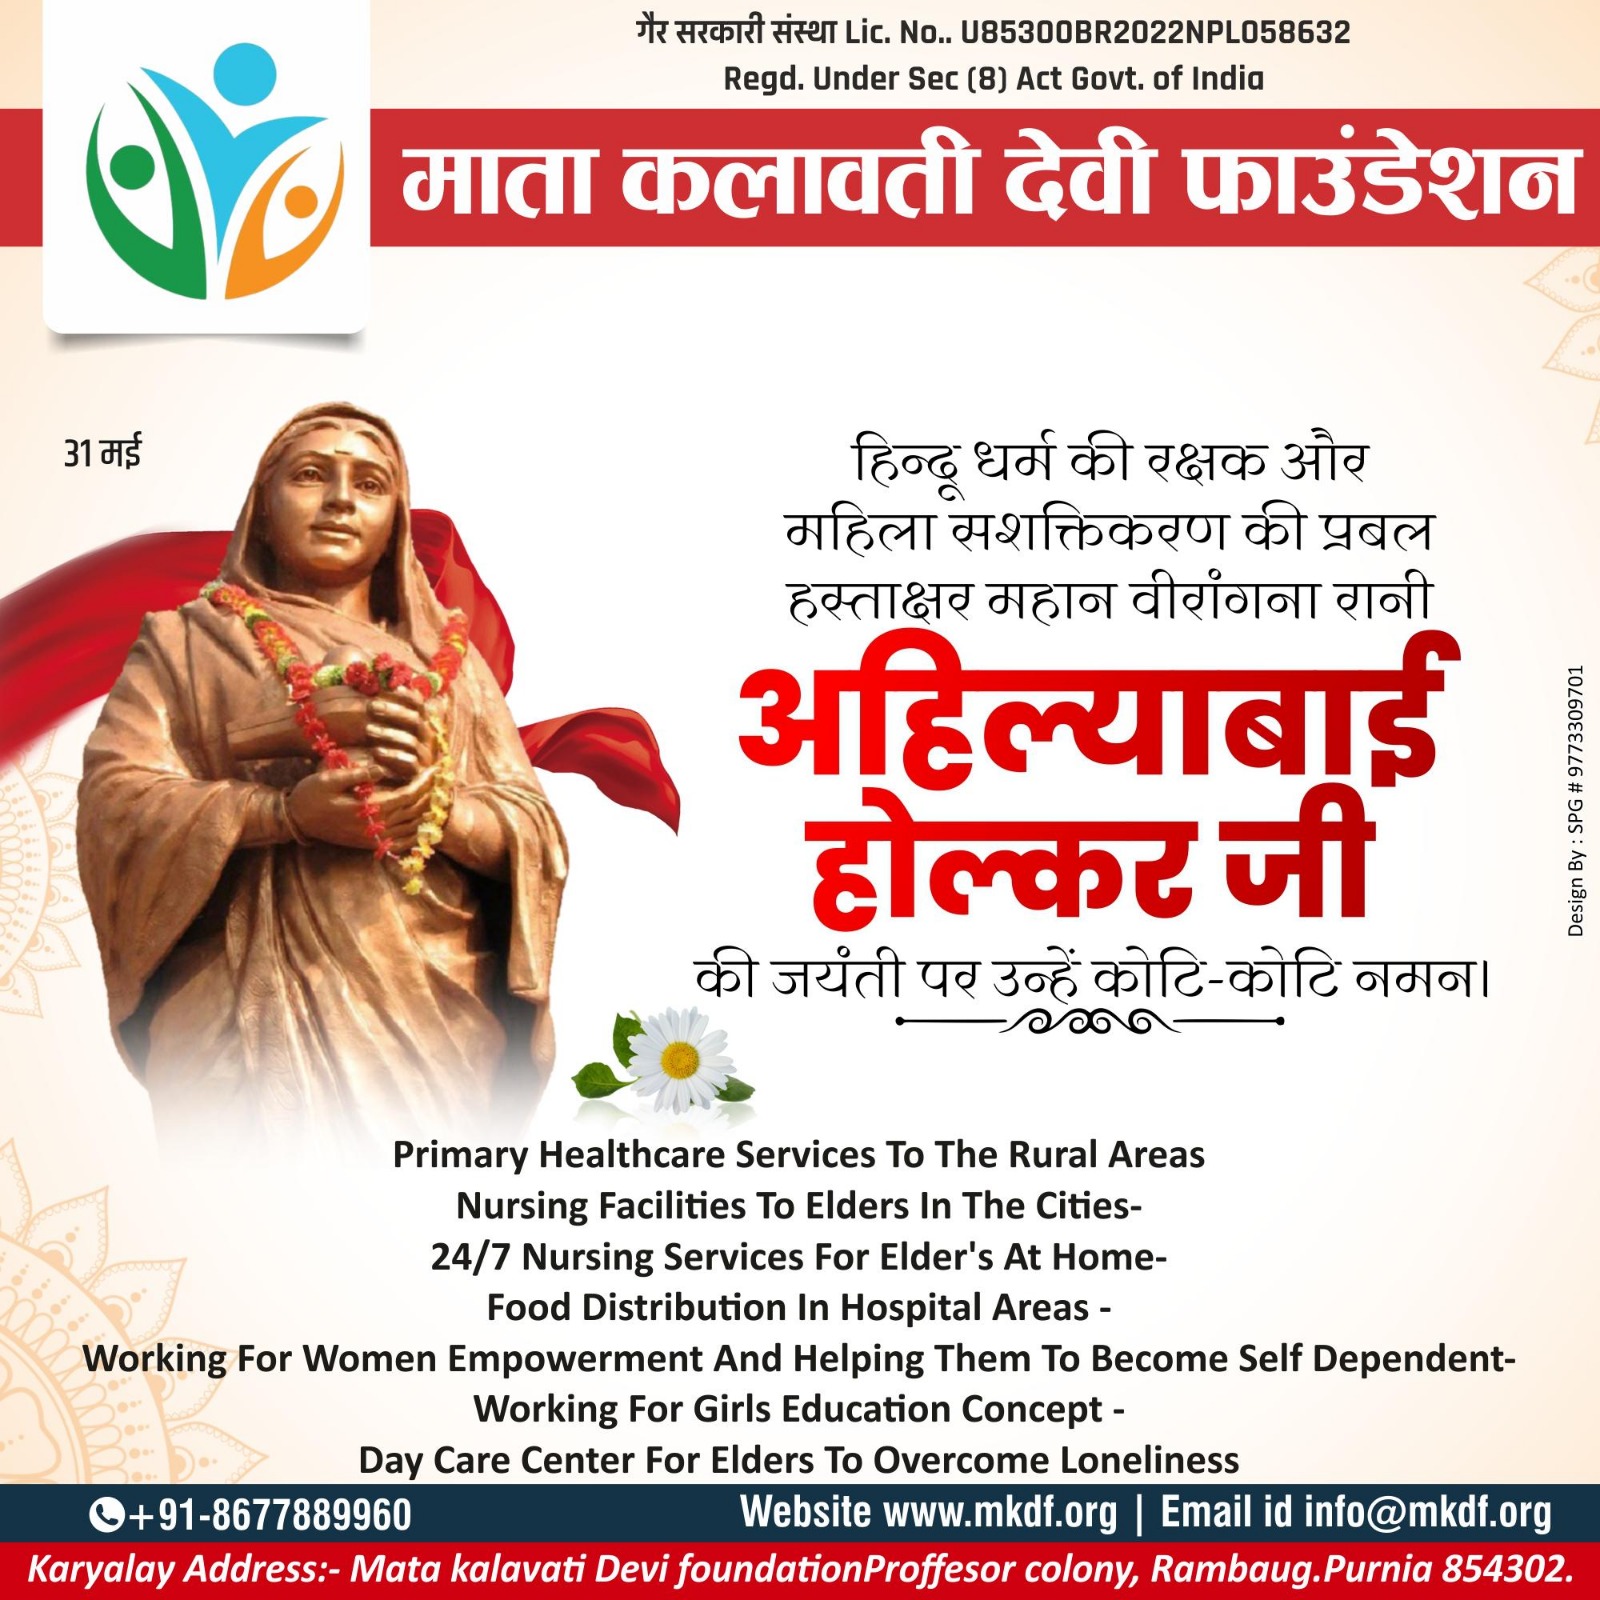 गैर सरकारी संस्था Lic. No.. U85300BR2022NPL058632
Regd. Under Sec (8) Act Govt. of India
माता कलावती देवी फाउंडेशन
31 मई
हिन्दू धर्म की रक्षक और
महिला सशक्तिकरण की प्रबल
हस्ताक्षर महान वीरांगना रानी
अहिल्याबाई
होल्कर जी
की जयंती पर उन्हें कोटि-कोटि नमन।
Design By : SPG # 9773309701
Primary Healthcare Services To The Rural Areas
Nursing Facilities To Elders In The Cities-
24/7 Nursing Services For Elder's At Home-
Food Distribution In Hospital Areas -
Working For Women Empowerment And Helping Them To Become Self Dependent-
Working For Girls Education Concept -
Day Care Center For Elders To Overcome Loneliness
+91-8677889960
Website www.mkdf.org | Email id info@mkdf.org
Karyalay Address:- Mata kalavati Devi foundationProffesor colony, Rambaug.Purnia 854302.